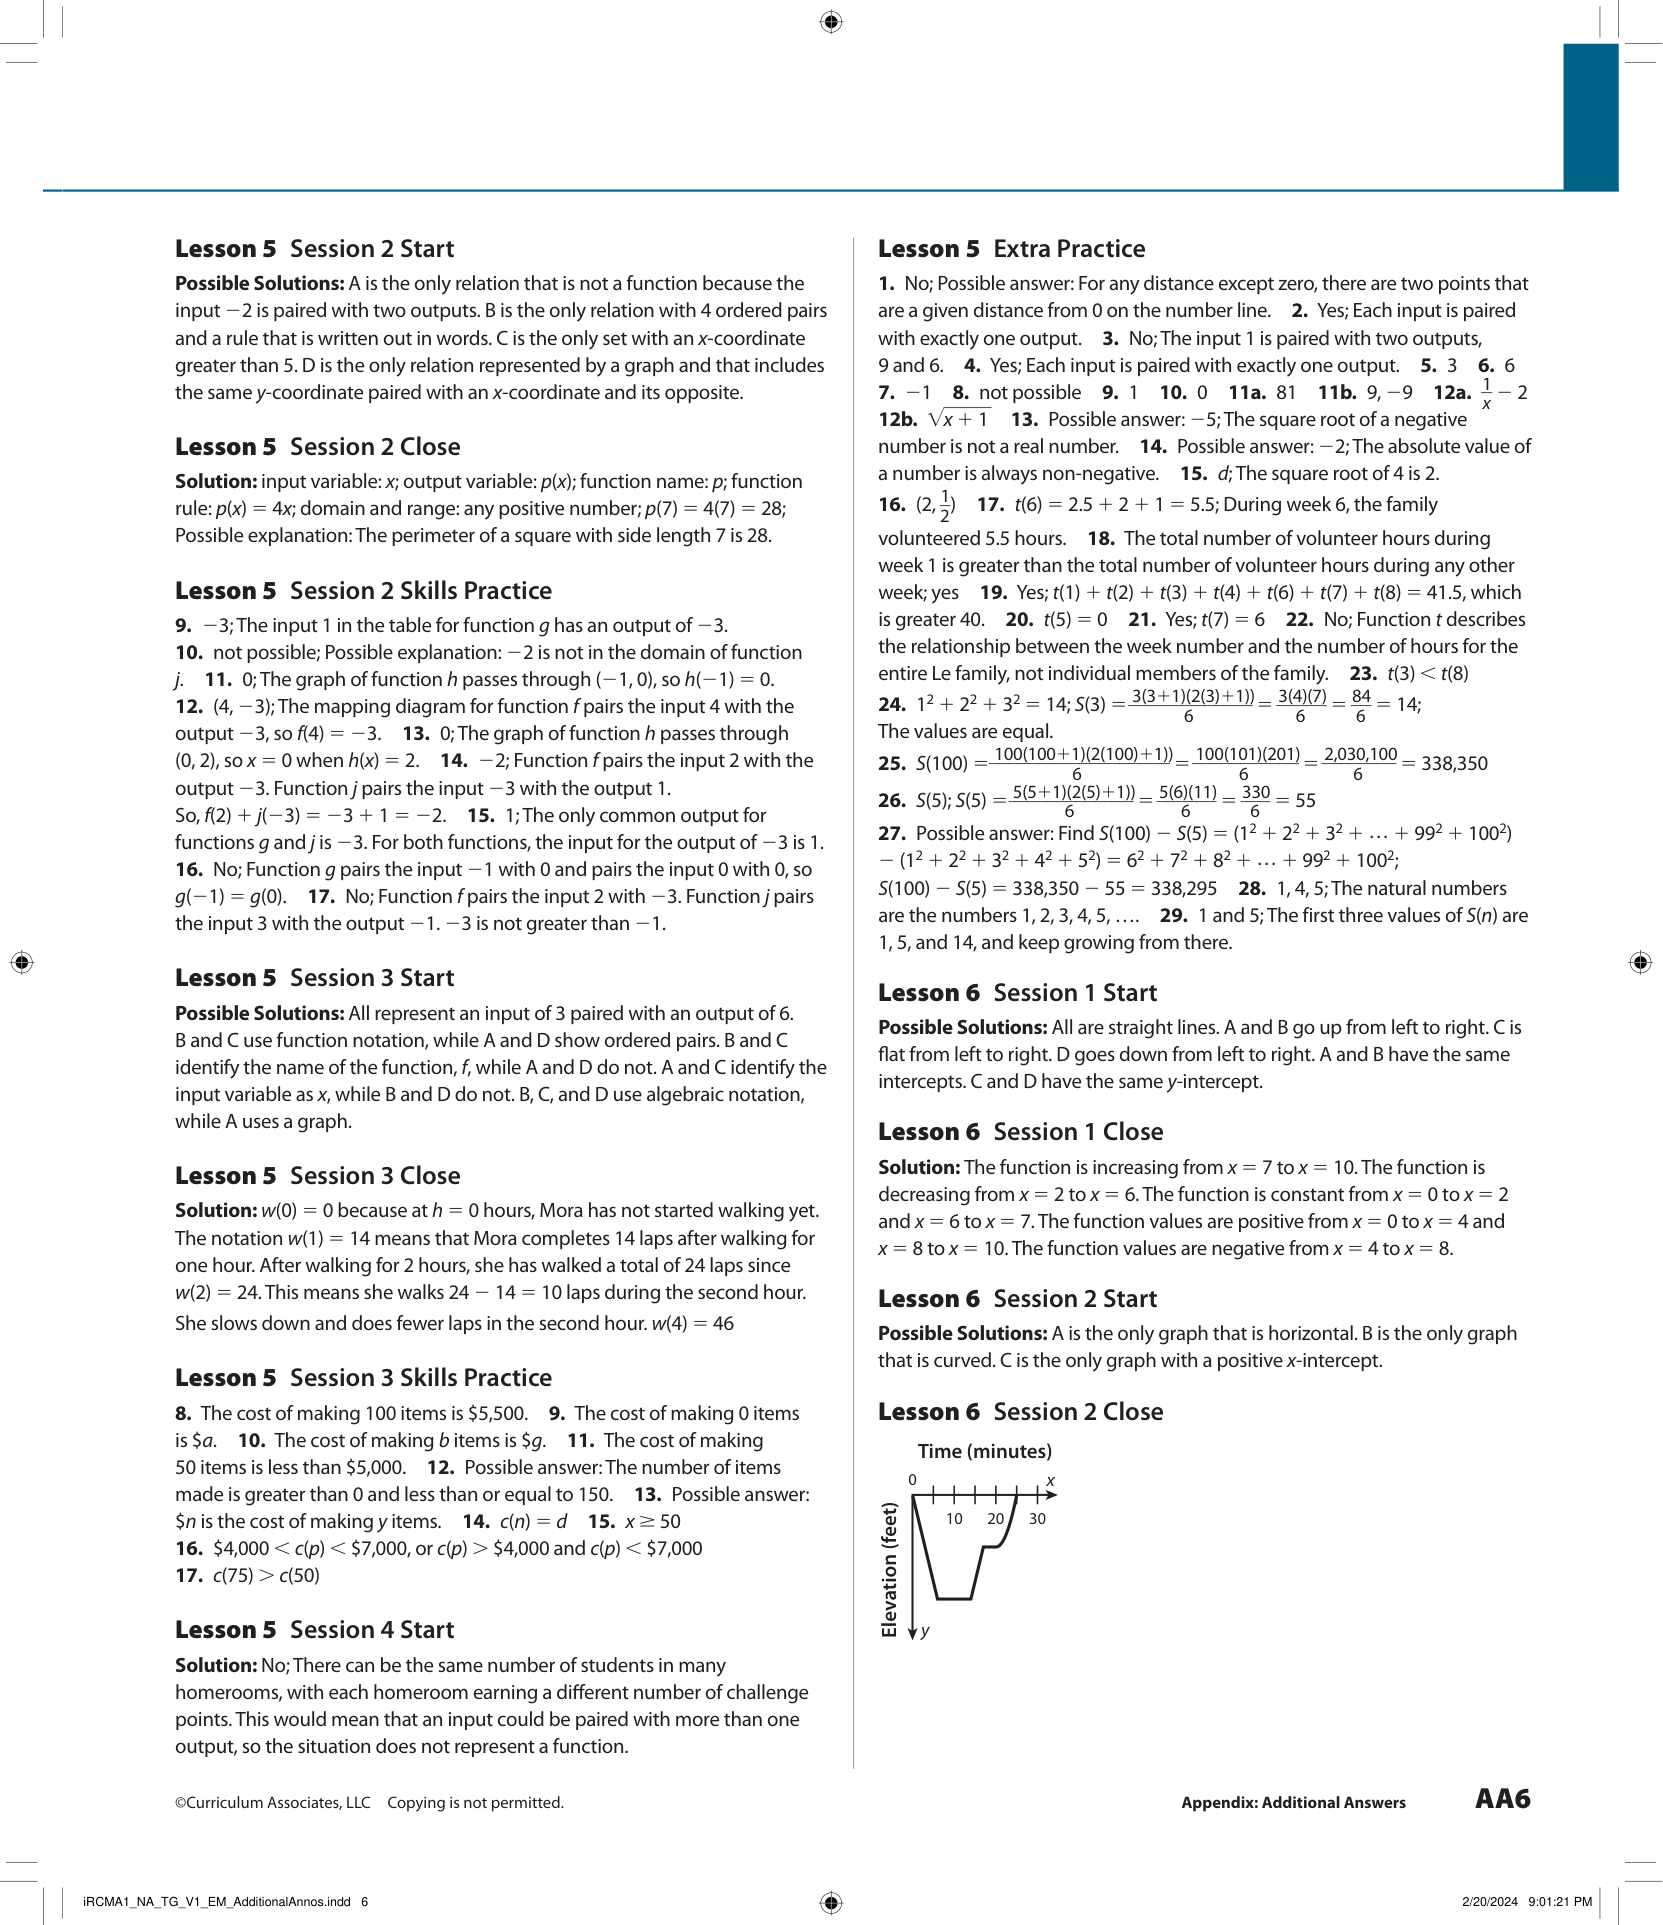 Lesson 5 Session 2 Start
Possible Solutions: A is the only relation that is not a function because the
input −2 is paired with two outputs. B is the only relation with 4 ordered pairs
and a rule that is written out in words. C is the only set with an x-coordinate
greater than 5. D is the only relation represented by a graph and that includes
the same y-coordinate paired with an x-coordinate and its opposite.
Lesson 5 Session 2 Close
Solution: input variable: x; output variable: p(x); function name: p; function
rule: p(x) = 4x; domain and range: any positive number; p(7) = 4(7) = 28;
Possible explanation: The perimeter of a square with side length 7 is 28.
Lesson 5 Session 2 Skills Practice
9. −3; The input 1 in the table for function g has an output of −3.
10. not possible; Possible explanation: −2 is not in the domain of function
j. 11. 0; The graph of function h passes through (−1, 0), so h(−1) = 0.
12. (4, −3); The mapping diagram for function f pairs the input 4 with the
output −3, so f(4) = −3. 13. 0; The graph of function h passes through
(0, 2), so x = 0 when h(x) = 2. 14. −2; Function f pairs the input 2 with the
output −3. Function j pairs the input −3 with the output 1.
So, f(2) + j(−3) = −3 + 1 = −2. 15. 1; The only common output for
functions g and j is −3. For both functions, the input for the output of −3 is 1.
16. No; Function g pairs the input −1 with 0 and pairs the input 0 with 0, so
g(−1) = g(0). 17. No; Function f pairs the input 2 with −3. Function j pairs
the input 3 with the output −1. −3 is not greater than −1.
Lesson 5 Session 3 Start
Possible Solutions: All represent an input of 3 paired with an output of 6.
B and C use function notation, while A and D show ordered pairs. B and C
identify the name of the function, f, while A and D do not. A and C identify the
input variable as x, while B and D do not. B, C, and D use algebraic notation,
while A uses a graph.
Lesson 5 Session 3 Close
Solution: w(0) = 0 because at h = 0 hours, Mora has not started walking yet.
The notation w(1) = 14 means that Mora completes 14 laps after walking for
one hour. After walking for 2 hours, she has walked a total of 24 laps since
w(2) = 24. This means she walks 24 − 14 = 10 laps during the second hour.
She slows down and does fewer laps in the second hour. w(4) = 46
Lesson 5 Session 3 Skills Practice
8. The cost of making 100 items is $5,500. 9. The cost of making 0 items
is $a. 10. The cost of making b items is $g. 11. The cost of making
50 items is less than $5,000. 12. Possible answer: The number of items
made is greater than 0 and less than or equal to 150. 13. Possible answer:
$n is the cost of making y items. 14. c(n) = d 15. x ≥ 50
16. $4,000 < c(p) < $7,000, or c(p) > $4,000 and c(p) < $7,000
17. c(75) > c(50)
Lesson 5 Session 4 Start
Solution: No; There can be the same number of students in many
homerooms, with each homeroom earning a different number of challenge
points. This would mean that an input could be paired with more than one
output, so the situation does not represent a function.
Lesson 5 Extra Practice
1. No; Possible answer: For any distance except zero, there are two points that
are a given distance from 0 on the number line. 2. Yes; Each input is paired
with exactly one output. 3. No; The input 1 is paired with two outputs,
9 and 6. 4. Yes; Each input is paired with exactly one output. 5. 3 6. 6
7. −1 8. not possible 9. 1 10. 0 11a. 81 11b. 9, −9 12a. 1/x − 2
12b. √(x + 1) 13. Possible answer: −5; The square root of a negative
number is not a real number. 14. Possible answer: −2; The absolute value of
a number is always non-negative. 15. d; The square root of 4 is 2.
16. (2, 1/2) 17. t(6) = 2.5 + 2 + 1 = 5.5; During week 6, the family
volunteered 5.5 hours. 18. The total number of volunteer hours during
week 1 is greater than the total number of volunteer hours during any other
week; yes 19. Yes; t(1) + t(2) + t(3) + t(4) + t(6) + t(7) + t(8) = 41.5, which
is greater 40. 20. t(5) = 0 21. Yes; t(7) = 6 22. No; Function t describes
the relationship between the week number and the number of hours for the
entire Le family, not individual members of the family. 23. t(3) < t(8)
24. 1² + 2² + 3² = 14; S(3) = 3(3+1)(2(3)+1))/6 = 3(4)(7)/6 = 84/6 = 14;
The values are equal.
25. S(100) = 100(100+1)(2(100)+1))/6 = 100(101)(201)/6 = 2,030,100/6 = 338,350
26. S(5); S(5) = 5(5+1)(2(5)+1))/6 = 5(6)(11)/6 = 330/6 = 55
27. Possible answer: Find S(100) − S(5) = (1² + 2² + 3² + … + 99² + 100²)
− (1² + 2² + 3² + 4² + 5²) = 6² + 7² + 8² + … + 99² + 100²;
S(100) − S(5) = 338,350 − 55 = 338,295 28. 1, 4, 5; The natural numbers
are the numbers 1, 2, 3, 4, 5, …. 29. 1 and 5; The first three values of S(n) are
1, 5, and 14, and keep growing from there.
Lesson 6 Session 1 Start
Possible Solutions: All are straight lines. A and B go up from left to right. C is
flat from left to right. D goes down from left to right. A and B have the same
intercepts. C and D have the same y-intercept.
Lesson 6 Session 1 Close
Solution: The function is increasing from x = 7 to x = 10. The function is
decreasing from x = 2 to x = 6. The function is constant from x = 0 to x = 2
and x = 6 to x = 7. The function values are positive from x = 0 to x = 4 and
x = 8 to x = 10. The function values are negative from x = 4 to x = 8.
Lesson 6 Session 2 Start
Possible Solutions: A is the only graph that is horizontal. B is the only graph
that is curved. C is the only graph with a positive x-intercept.
Lesson 6 Session 2 Close
Time (minutes)
0 x
10 20 30
Elevation (feet)
y
©Curriculum Associates, LLC Copying is not permitted.
Appendix: Additional Answers AA6
iRCMA1_NA_TG_V1_EM_AdditionalAnnos.indd 6
2/20/2024 9:01:21 PM